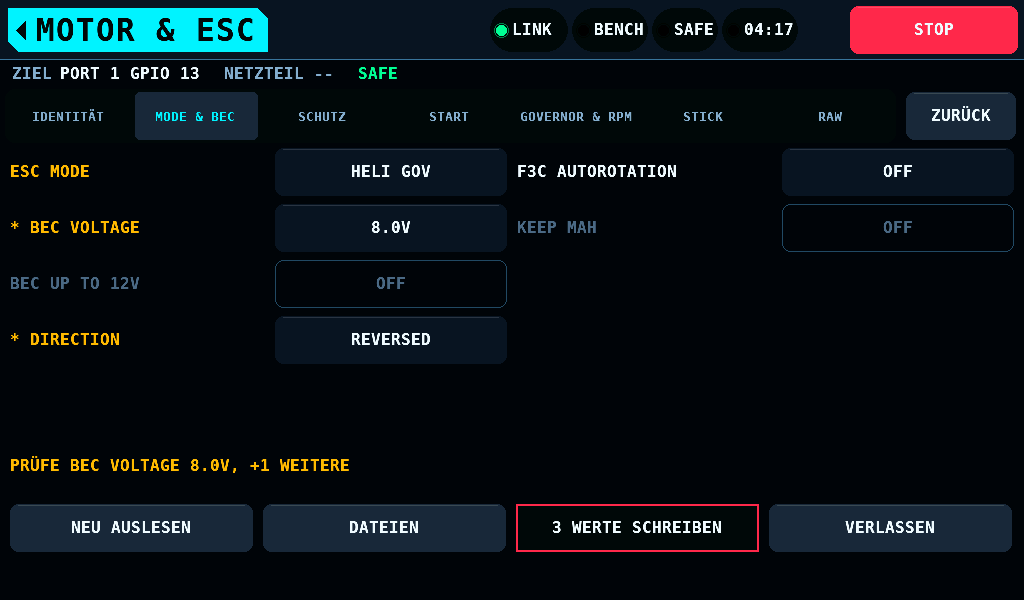 MOTOR & ESC
LINK
BENCH
SAFE
04:17
STOP
ZIEL PORT 1 GPIO 13 NETZTEIL -- SAFE
IDENTITÄT
MODE & BEC
SCHUTZ
START
GOVERNOR & RPM
STICK
RAW
ZURÜCK
ESC MODE
HELI GOV
F3C AUTOROTATION
OFF
* BEC VOLTAGE
8.0V
KEEP MAH
OFF
BEC UP TO 12V
OFF
* DIRECTION
REVERSED
PRÜFE BEC VOLTAGE 8.0V, +1 WEITERE
NEU AUSLESEN
DATEIEN
3 WERTE SCHREIBEN
VERLASSEN